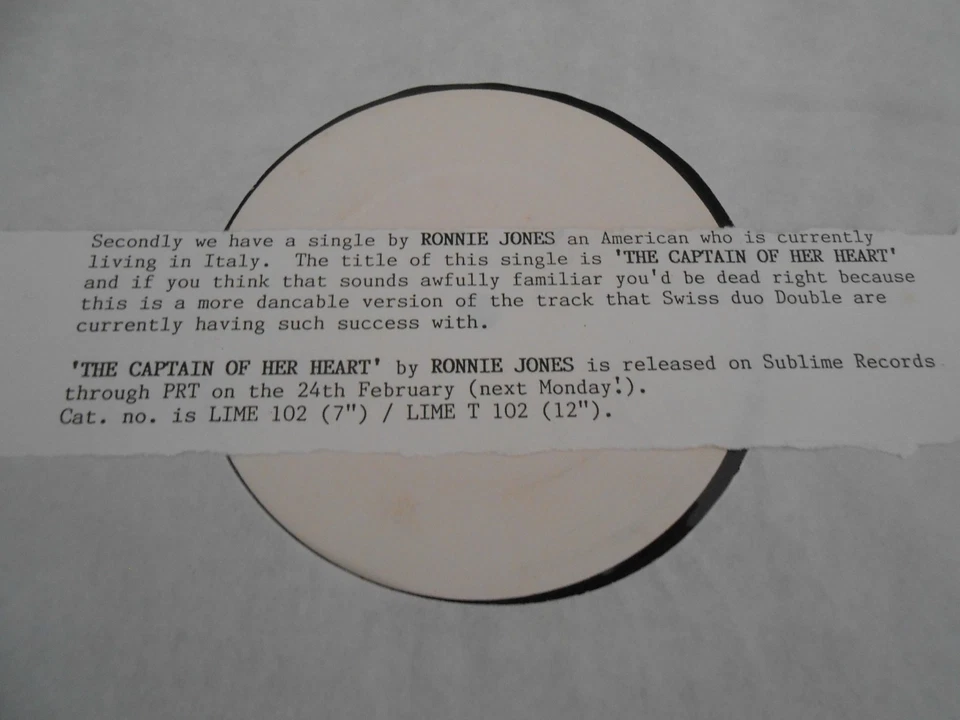 Secondly we have a single by RONNIE JONES an American who is currently
living in Italy. The title of this single is 'THE CAPTAIN OF HER HEART'
and if you think that sounds awfully familiar you'd be dead right because
this is a more dancable version of the track that Swiss duo Double are
currently having such success with.
'THE CAPTAIN OF HER HEART' by RONNIE JONES is released on Sublime Records
through PRT on the 24th February (next Monday!).
Cat. no. is LIME 102 (7") / LIME T 102 (12").